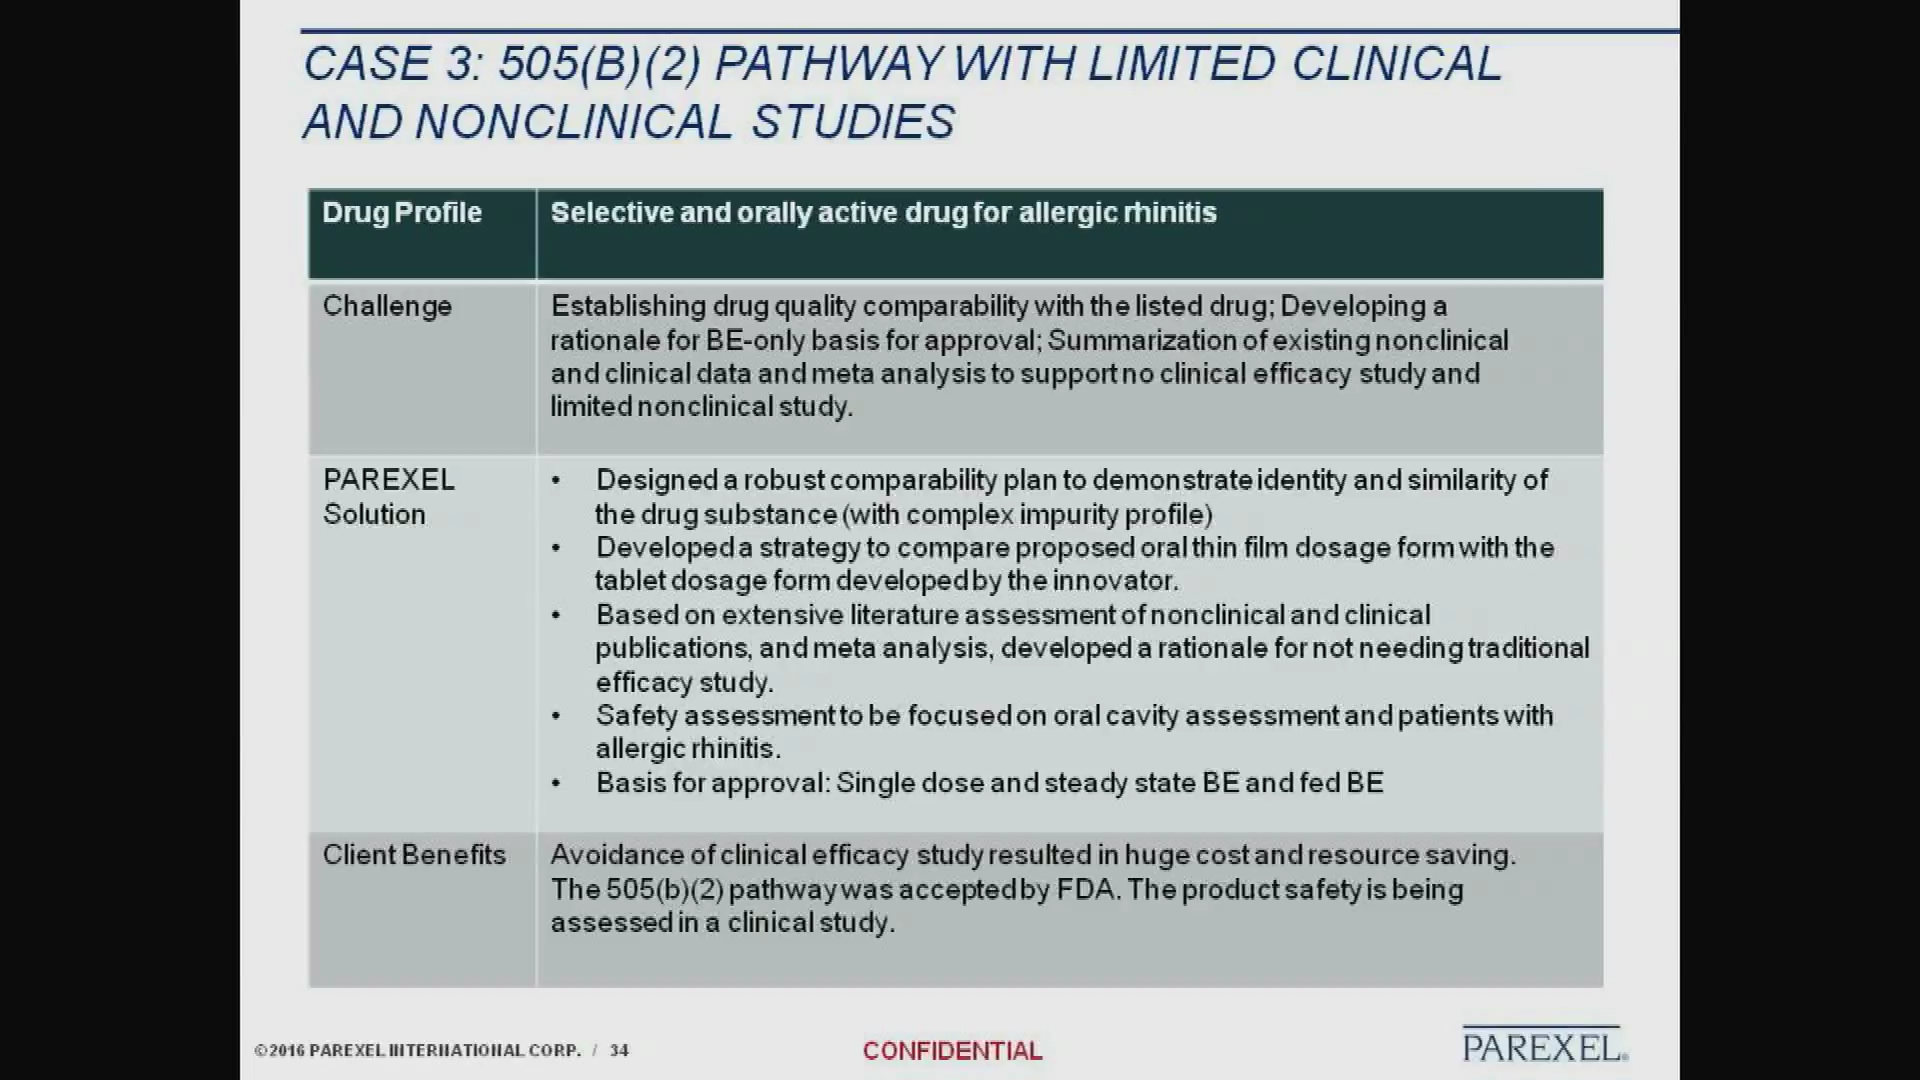 CASE 3: 505(B)(2) PATHWAY WITH LIMITED CLINICAL
AND NONCLINICAL STUDIES
Drug Profile
Selective and orally active drug for allergic rhinitis
Challenge
Establishing drug quality comparability with the listed drug; Developing a
rationale for BE-only basis for approval; Summarization of existing nonclinical
and clinical data and meta analysis to support no clinical efficacy study and
limited nonclinical study.
PAREXEL
Solution
• Designed a robust comparability plan to demonstrate identity and similarity of
the drug substance (with complex impurity profile)
• Developed a strategy to compare proposed oral thin film dosage form with the
tablet dosage form developed by the innovator.
• Based on extensive literature assessment of nonclinical and clinical
publications, and meta analysis, developed a rationale for not needing traditional
efficacy study.
• Safety assessment to be focused on oral cavity assessment and patients with
allergic rhinitis.
• Basis for approval: Single dose and steady state BE and fed BE
Client Benefits
Avoidance of clinical efficacy study resulted in huge cost and resource saving.
The 505(b)(2) pathway was accepted by FDA. The product safety is being
assessed in a clinical study.
©2016 PAREXEL INTERNATIONAL CORP. / 34
CONFIDENTIAL
PAREXEL®